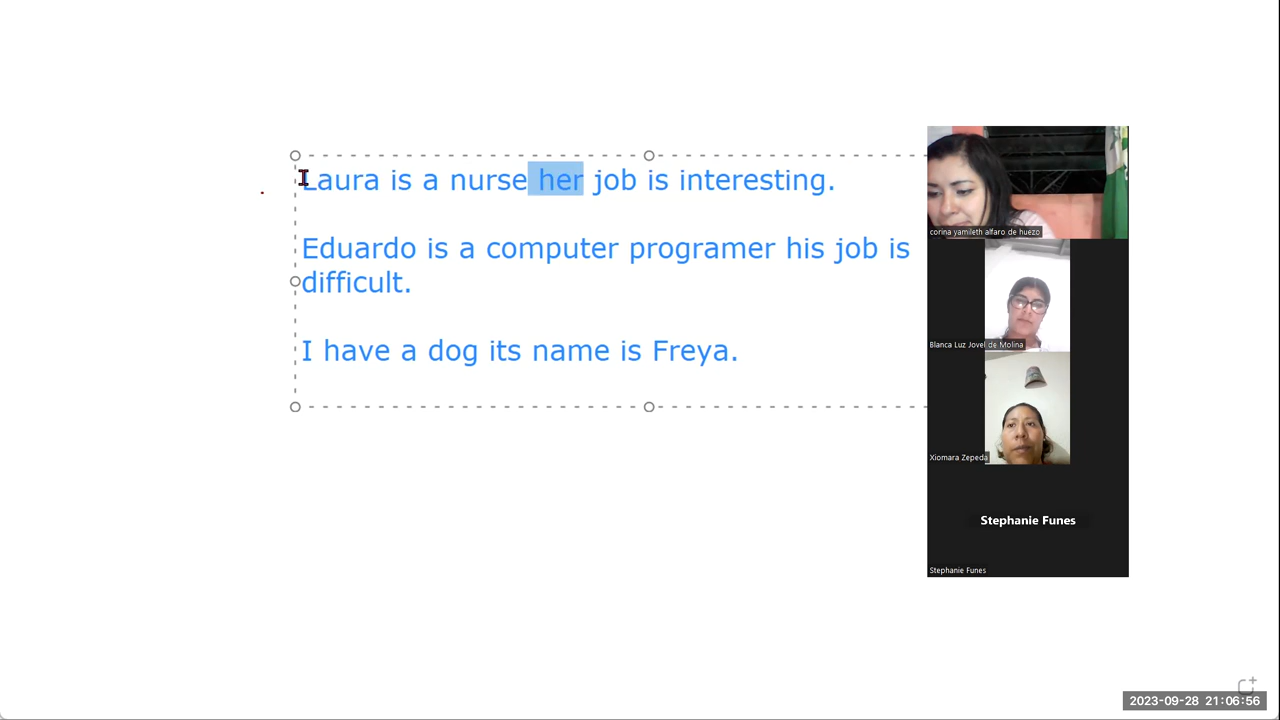 Laura is a nurse her job is interesting.
Eduardo is a computer programer his job is
difficult.
I have a dog its name is Freya.
corina yamileth alfaro de huezo
Blanca Luz Jovel de Molina
Xiomara Zepeda
Stephanie Funes
Stephanie Funes
2023-09-28 21:06:56